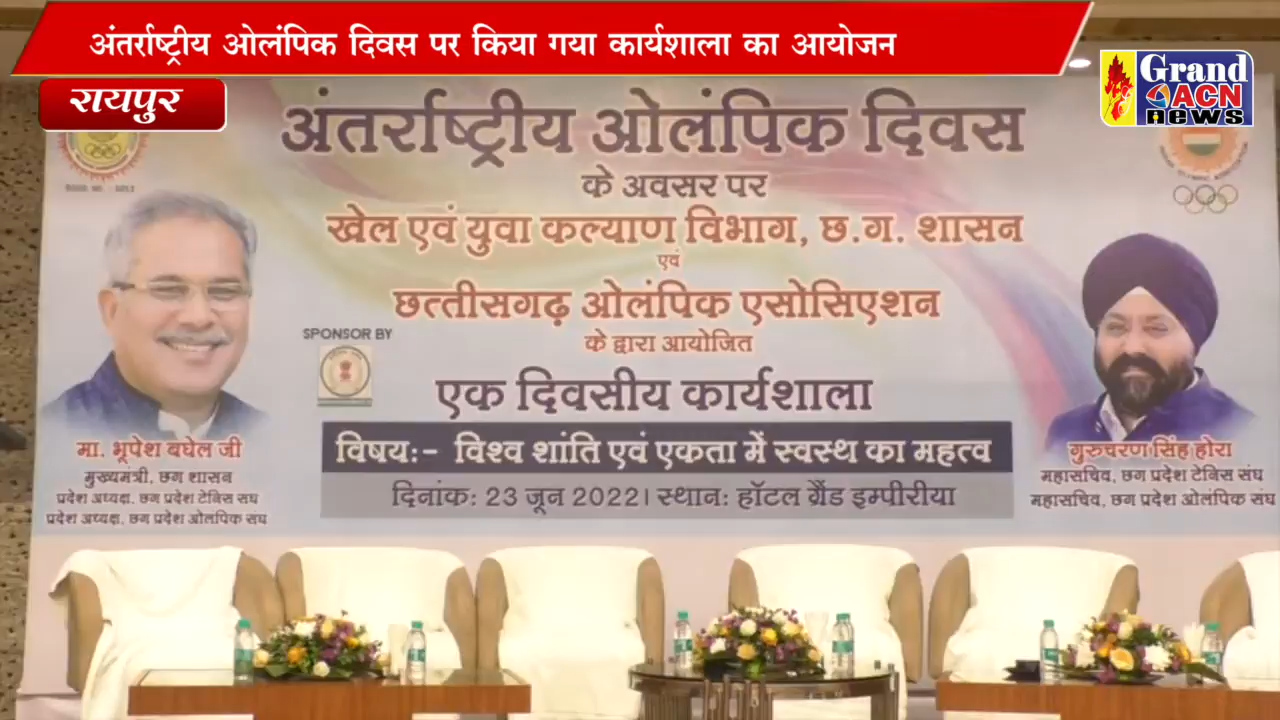 अंतर्राष्ट्रीय ओलंपिक दिवस पर किया गया कार्यशाला का आयोजन
रायपुर
Grand
ACN
news
अंतर्राष्ट्रीय ओलंपिक दिवस
के अवसर पर
खेल एवं युवा कल्याण विभाग, छ.ग. शासन
एवं
छत्तीसगढ़ ओलंपिक एसोसिएशन
के द्वारा आयोजित
SPONSOR BY
एक दिवसीय कार्यशाला
विषय:- विश्व शांति एवं एकता में स्वस्थ का महत्व
दिनांक: 23 जून 2022। स्थान: हॉटल ग्रैंड इम्पीरीया
मा. भूपेश बघेल जी
मुख्यमंत्री, छग शासन
प्रदेश अध्यक्ष, छग प्रदेश टेनिस संघ
प्रदेश अध्यक्ष, छग प्रदेश ओलंपिक संघ
गुरुचरण सिंह होरा
महासचिव, छग प्रदेश टेनिस संघ
महासचिव, छग प्रदेश ओलंपिक संघ